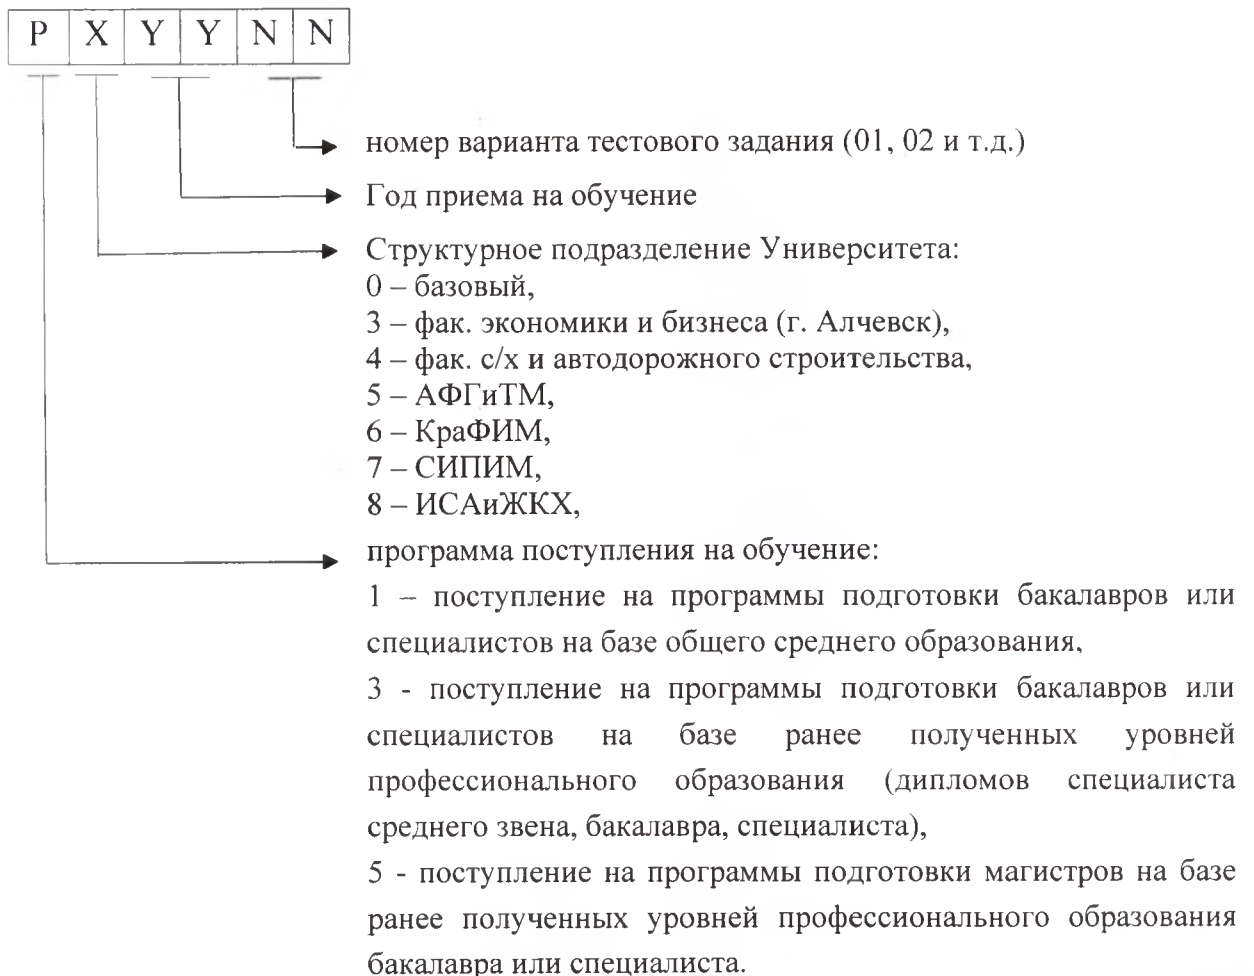 P X Y Y N N
номер варианта тестового задания (01, 02 и т.д.)
Год приема на обучение
Структурное подразделение Университета:
0 – базовый,
3 – фак. экономики и бизнеса (г. Алчевск),
4 – фак. с/х и автодорожного строительства,
5 – АФГиТМ,
6 – КраФИМ,
7 – СИПИМ,
8 – ИСАиЖКХ,
программа поступления на обучение:
1 – поступление на программы подготовки бакалавров или
специалистов на базе общего среднего образования,
3 - поступление на программы подготовки бакалавров или
специалистов на базе ранее полученных уровней
профессионального образования (дипломов специалиста
среднего звена, бакалавра, специалиста),
5 - поступление на программы подготовки магистров на базе
ранее полученных уровней профессионального образования
бакалавра или специалиста.